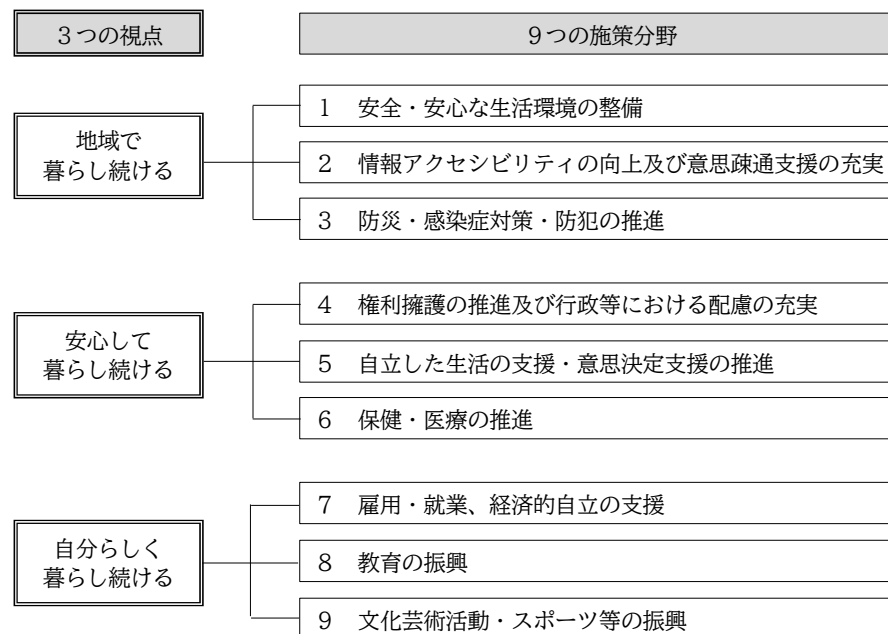 ３つの視点
９つの施策分野
地域で
暮らし続ける
１　安全・安心な生活環境の整備
２　情報アクセシビリティの向上及び意思疎通支援の充実
３　防災・感染症対策・防犯の推進
安心して
暮らし続ける
４　権利擁護の推進及び行政等における配慮の充実
５　自立した生活の支援・意思決定支援の推進
６　保健・医療の推進
自分らしく
暮らし続ける
７　雇用・就業、経済的自立の支援
８　教育の振興
９　文化芸術活動・スポーツ等の振興